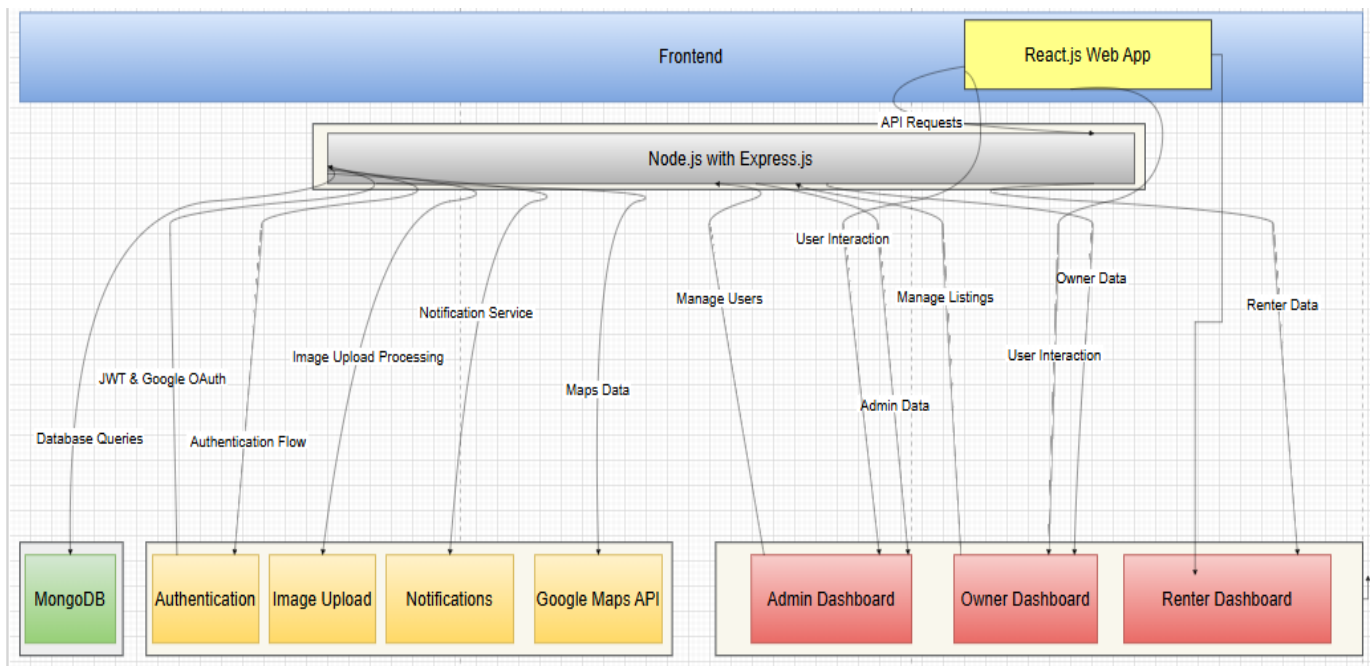 Frontend
React.js Web App
API Requests
Node.js with Express.js
User Interaction
Owner Data
Manage Users
Manage Listings
Renter Data
Notification Service
Image Upload Processing
User Interaction
JWT & Google OAuth
Maps Data
Admin Data
Database Queries
Authentication Flow
MongoDB
Authentication
Image Upload
Notifications
Google Maps API
Admin Dashboard
Owner Dashboard
Renter Dashboard